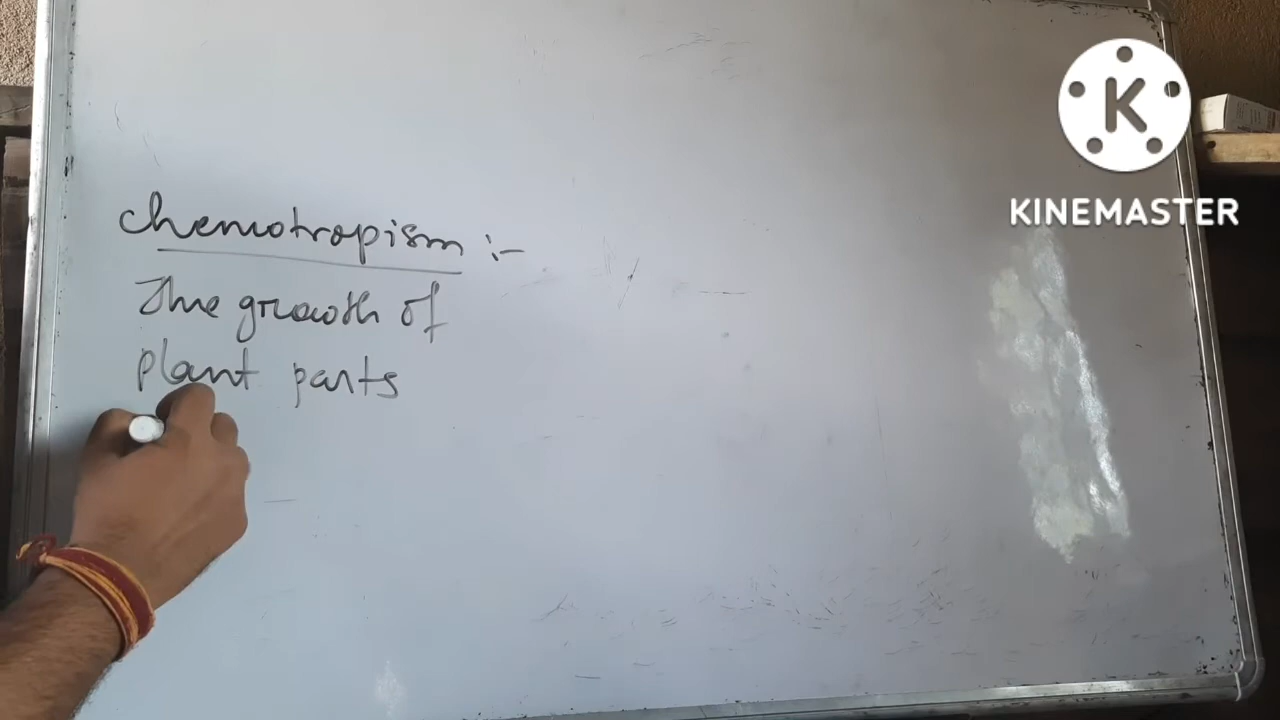 chemotropism :-
The growth of
plant parts
K
KINEMASTER